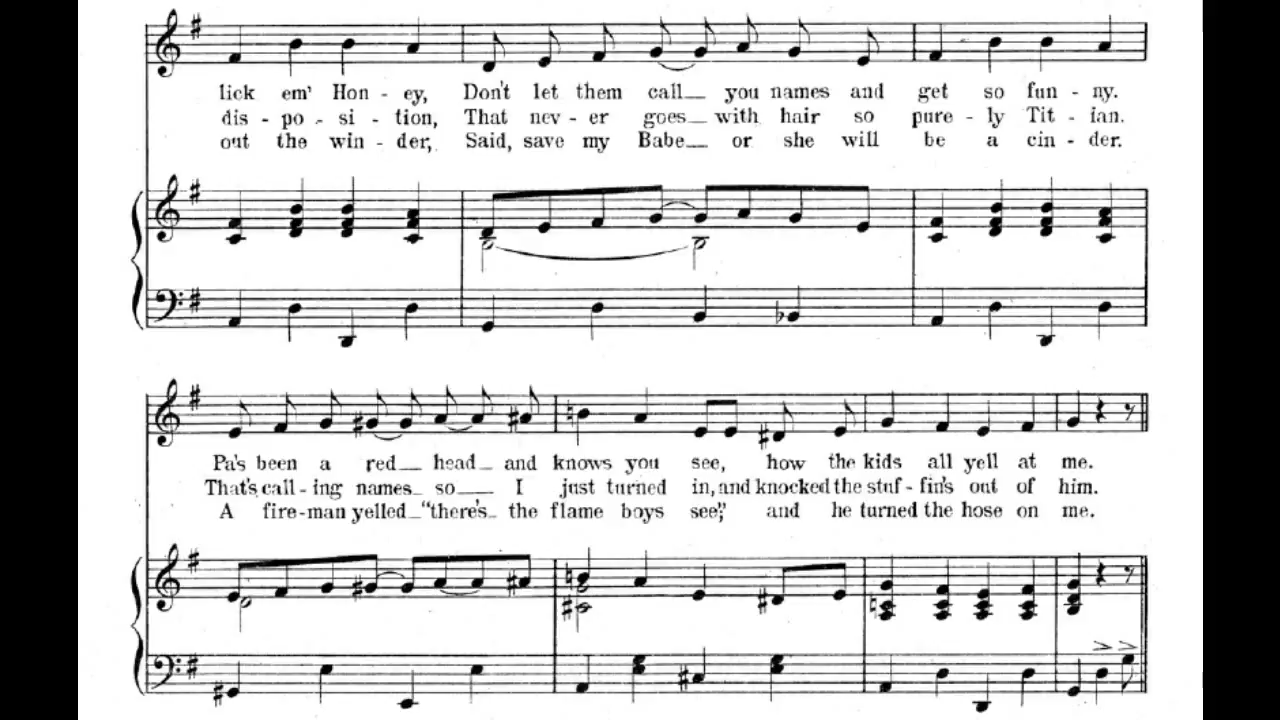 lick em' Hon - ey, Don't let them call you names and get so fun - ny.
dis - po - si - tion, That nev - er goes with hair so pure - ly Tit - ian.
out the win - der, Said, save my Babe or she will be a cin - der.
Pa's been a red head and knows you see, how the kids all yell at me.
That's call - ing names so I just turned in, and knocked the stuf - fin's out of him.
A fire - man yelled "there's the flame boys see," and he turned the hose on me.